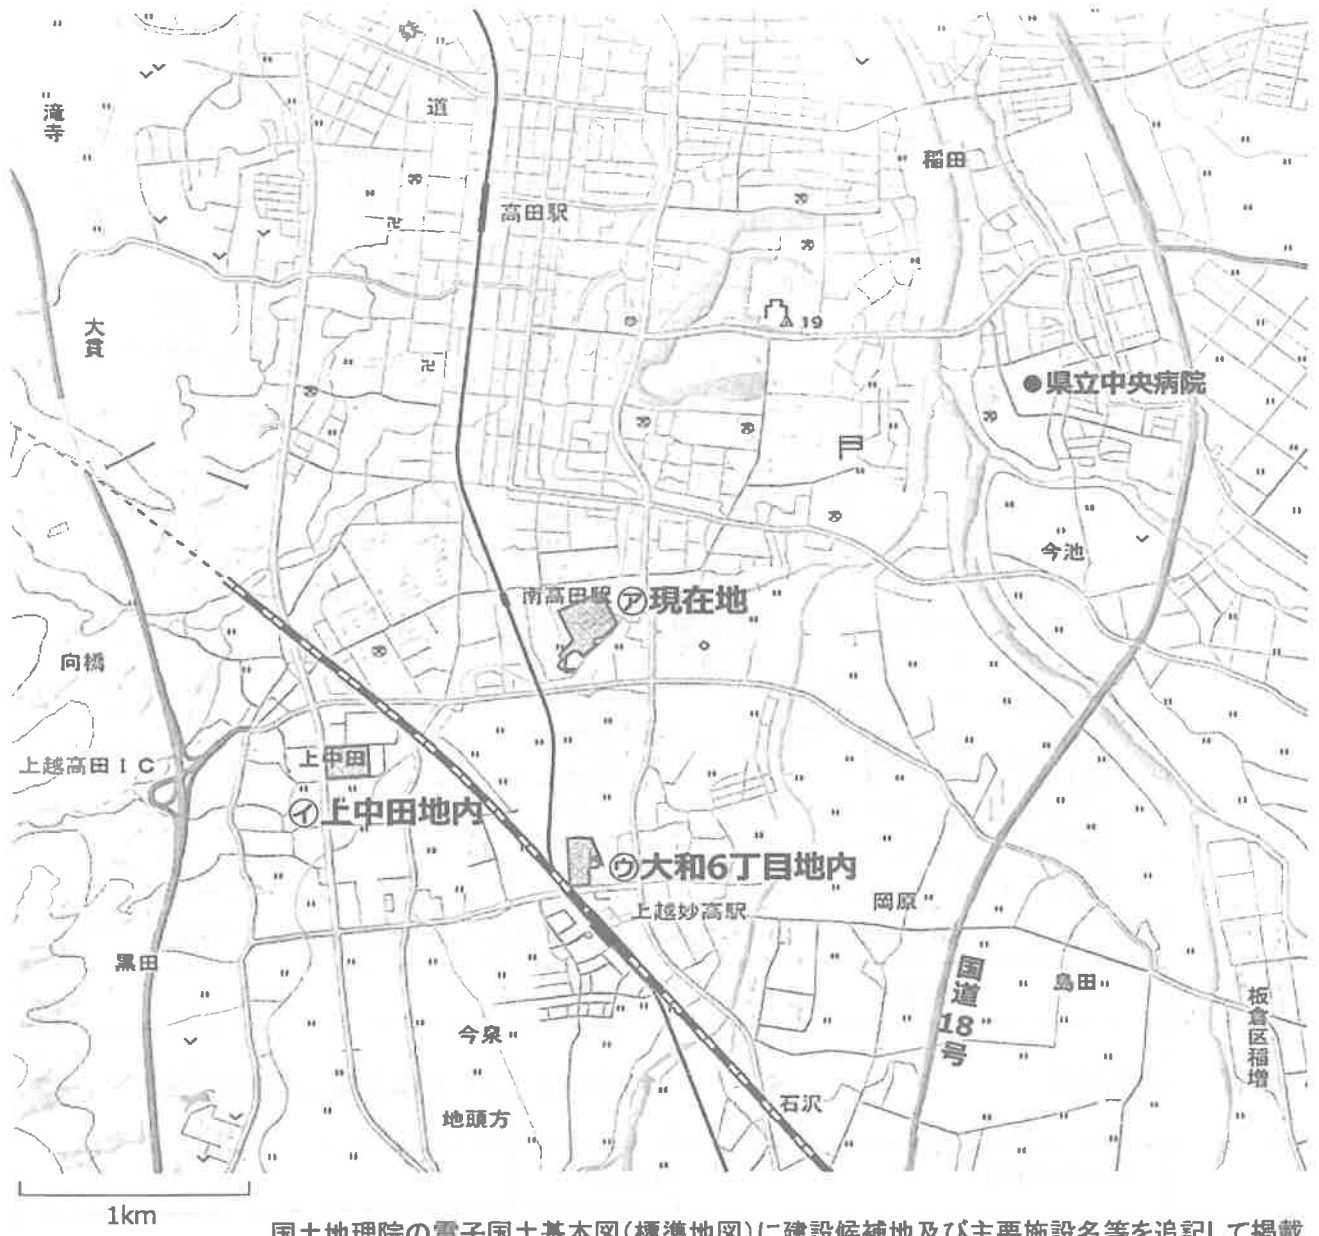 鉄
道
滝寺
稲田
高田駅
大貫
19
●県立中央病院
今池
南高田駅
㋐現在地
向橋
上越高田IC
上中田
㋑上中田地内
㋒大和6丁目地内
上越妙高駅
岡原
黒田
国道18号
島田
板倉区稲増
今泉
石沢
地頭方
1km
国土地理院の電子国土基本図(標準地図)に建設候補地及び主要施設名等を追記して掲載